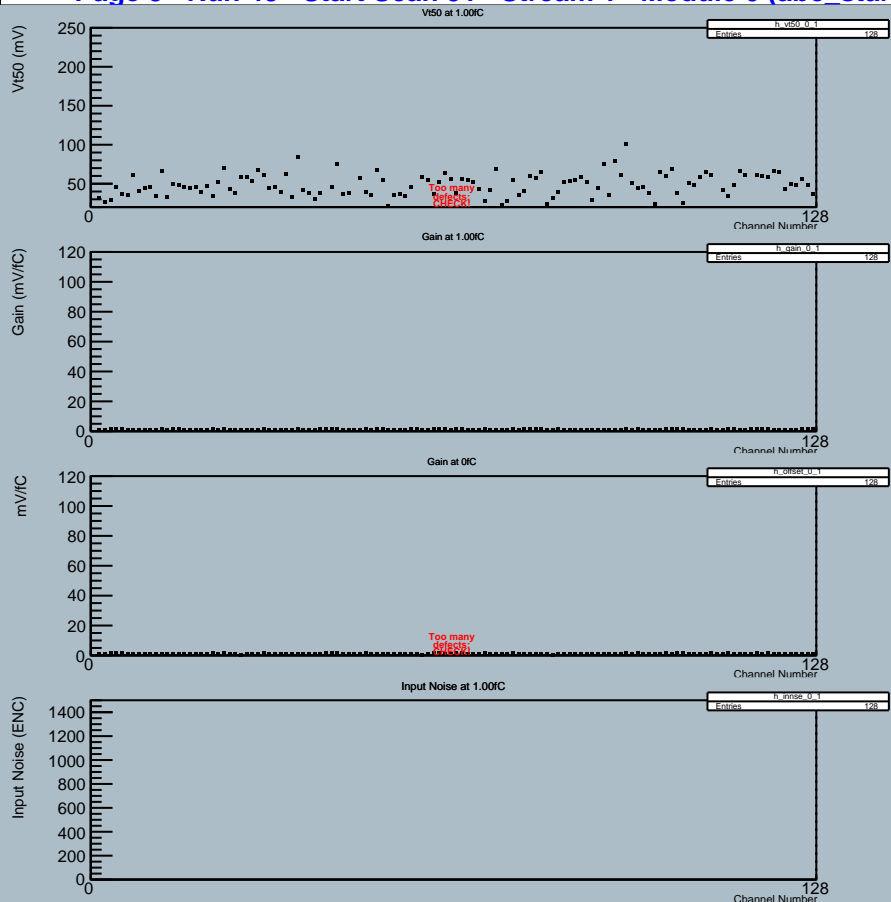 Vt50 at 1.00fC
h_vt50_0_1
Entries 128
Vt50 (mV)
250
200
150
100
50
Too many
defects;
CHECK!
0
128
Channel Number
Gain at 1.00fC
h_gain_0_1
Entries 128
Gain (mV/fC)
120
100
80
60
40
20
0
0
128
Channel Number
Gain at 0fC
h_offset_0_1
Entries 128
mV/fC
120
100
80
60
40
20
0
Too many
defects;
CHECK!
0
128
Channel Number
Input Noise at 1.00fC
h_innse_0_1
Entries 128
Input Noise (ENC)
1400
1200
1000
800
600
400
200
0
0
128
Channel Number